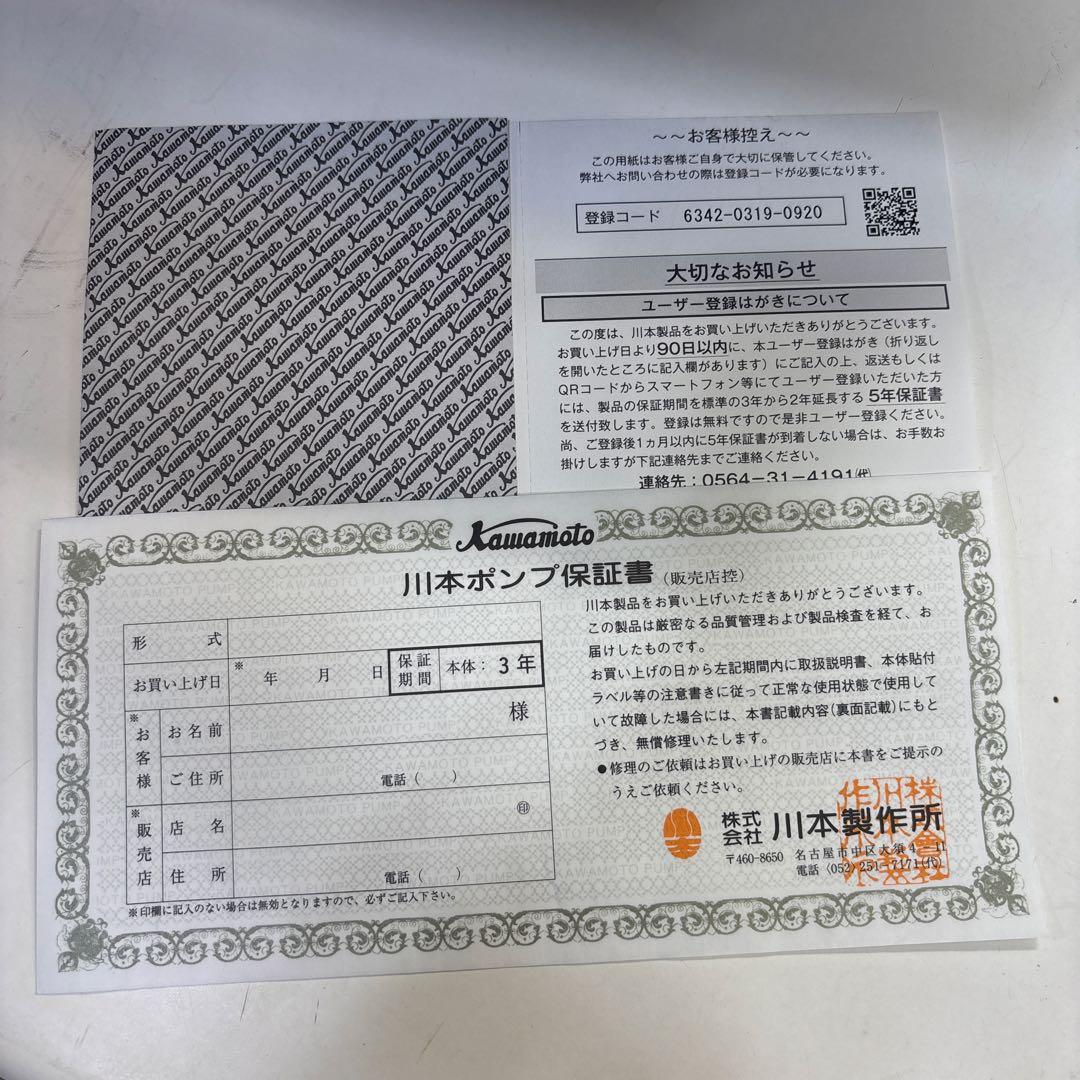 ～～お客様控え～～
この用紙はお客様ご自身で大切に保管してください。
弊社へお問い合わせの際は登録コードが必要になります。
登録コード 6342-0319-0920
大切なお知らせ
ユーザー登録はがきについて
この度は、川本製品をお買い上げいただきありがとうございます。
お買い上げ日より90日以内に、本ユーザー登録はがき（折り返し
を開いたところに記入欄があります）にご記入の上、返送もしくは
QRコードからスマートフォン等にてユーザー登録いただいた方
には、製品の保証期間を標準の3年から2年延長する 5年保証書
を送付致します。登録は無料ですので是非ユーザー登録ください。
尚、ご登録後1ヵ月以内に5年保証書が到着しない場合は、お手数お
掛けしますが下記連絡先までご連絡ください。
連絡先：0564-31-4191㈹
Kawamoto
川本ポンプ保証書（販売店控）
形式
お買い上げ日 ※ 年 月 日 保証期間 本体：3年
※お客様 お名前 様
ご住所 電話（ ）
※販売店 店名 ㊞
住所 電話（ ）
※印欄に記入のない場合は無効となりますので、必ずご記入下さい。
川本製品をお買い上げいただきありがとうございます。
この製品は厳密なる品質管理および製品検査を経て、お
届けしたものです。
お買い上げの日から左記期間内に取扱説明書、本体貼付
ラベル等の注意書きに従って正常な使用状態で使用して
いて故障した場合には、本書記載内容（裏面記載）にもと
づき、無償修理いたします。
●修理のご依頼はお買い上げの販売店に本書をご提示の
うえご依頼ください。
株式会社 川本製作所
〒460-8650 名古屋市中区大須4-11
電話〈052〉251-7171(代)